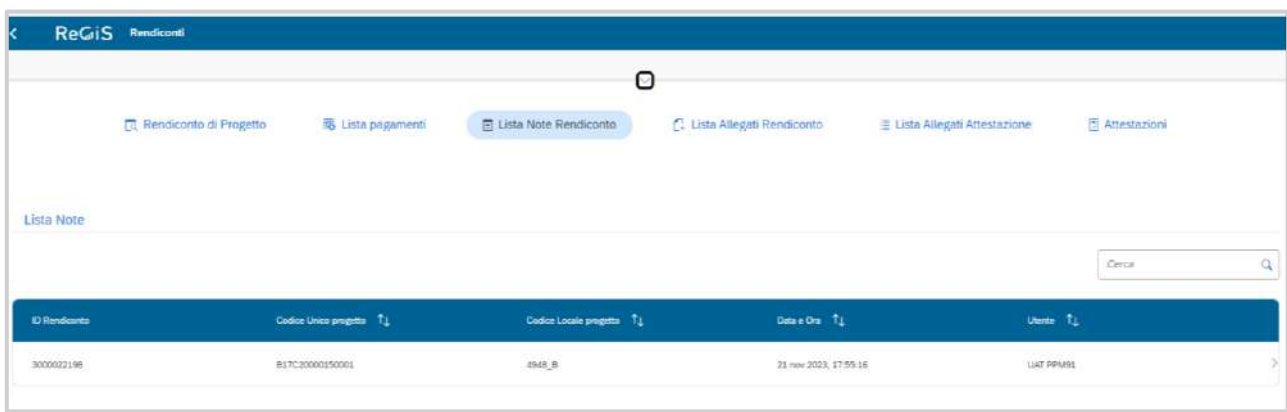 ReGiS Rendiconti
Rendiconto di Progetto Lista pagamenti Lista Note Rendiconto Lista Allegati Rendiconto Lista Allegati Attestazione Attestazioni
Lista Note
Cerca
ID Rendiconto Codice Unico progetto Codice Locale progetto Data e Ora Utente
3000022198 B17C20000150001 4948_B 21 nov 2023, 17:55:16 UAT PPM91